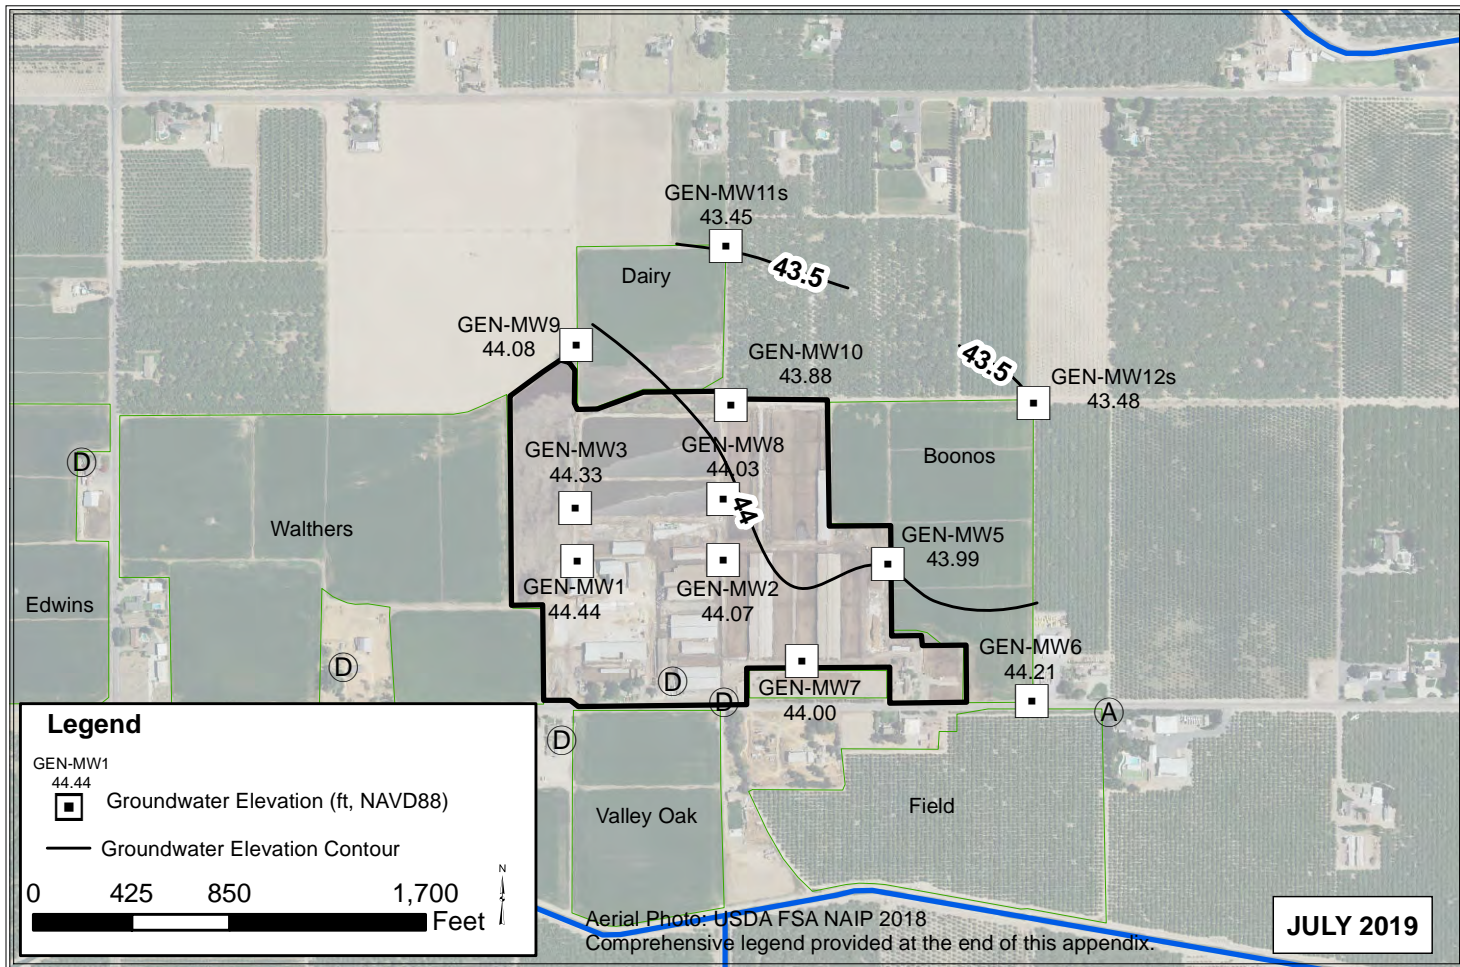 GEN-MW11s
43.45
43.5
Dairy
GEN-MW9
44.08
GEN-MW10
43.88
43.5
GEN-MW12s
43.48
GEN-MW3
44.33
GEN-MW8
44.03
44
Boonos
D
Walthers
GEN-MW5
43.99
GEN-MW1
44.44
GEN-MW2
44.07
Edwins
GEN-MW6
44.21
D
D
D
GEN-MW7
44.00
A
D
Valley Oak
Field
Legend
GEN-MW1
44.44
Groundwater Elevation (ft, NAVD88)
Groundwater Elevation Contour
N
0 425 850 1,700
Feet
Aerial Photo: USDA FSA NAIP 2018
Comprehensive legend provided at the end of this appendix.
JULY 2019